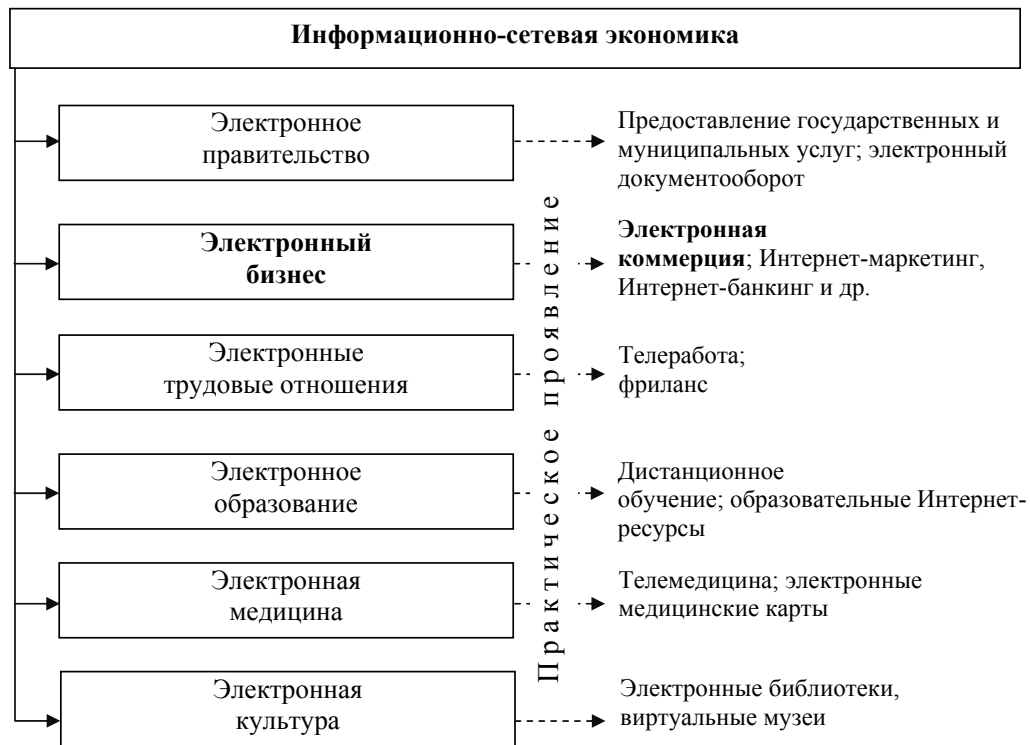 Информационно-сетевая экономика
Электронное
правительство
Предоставление государственных и
муниципальных услуг; электронный
документооборот
Электронный
бизнес
Электронная
коммерция; Интернет-маркетинг,
Интернет-банкинг и др.
Электронные
трудовые отношения
Телеработа;
фриланс
Электронное
образование
Дистанционное
обучение; образовательные Интернет-
ресурсы
Электронная
медицина
Телемедицина; электронные
медицинские карты
Электронная
культура
Электронные библиотеки,
виртуальные музеи
Практическое проявление